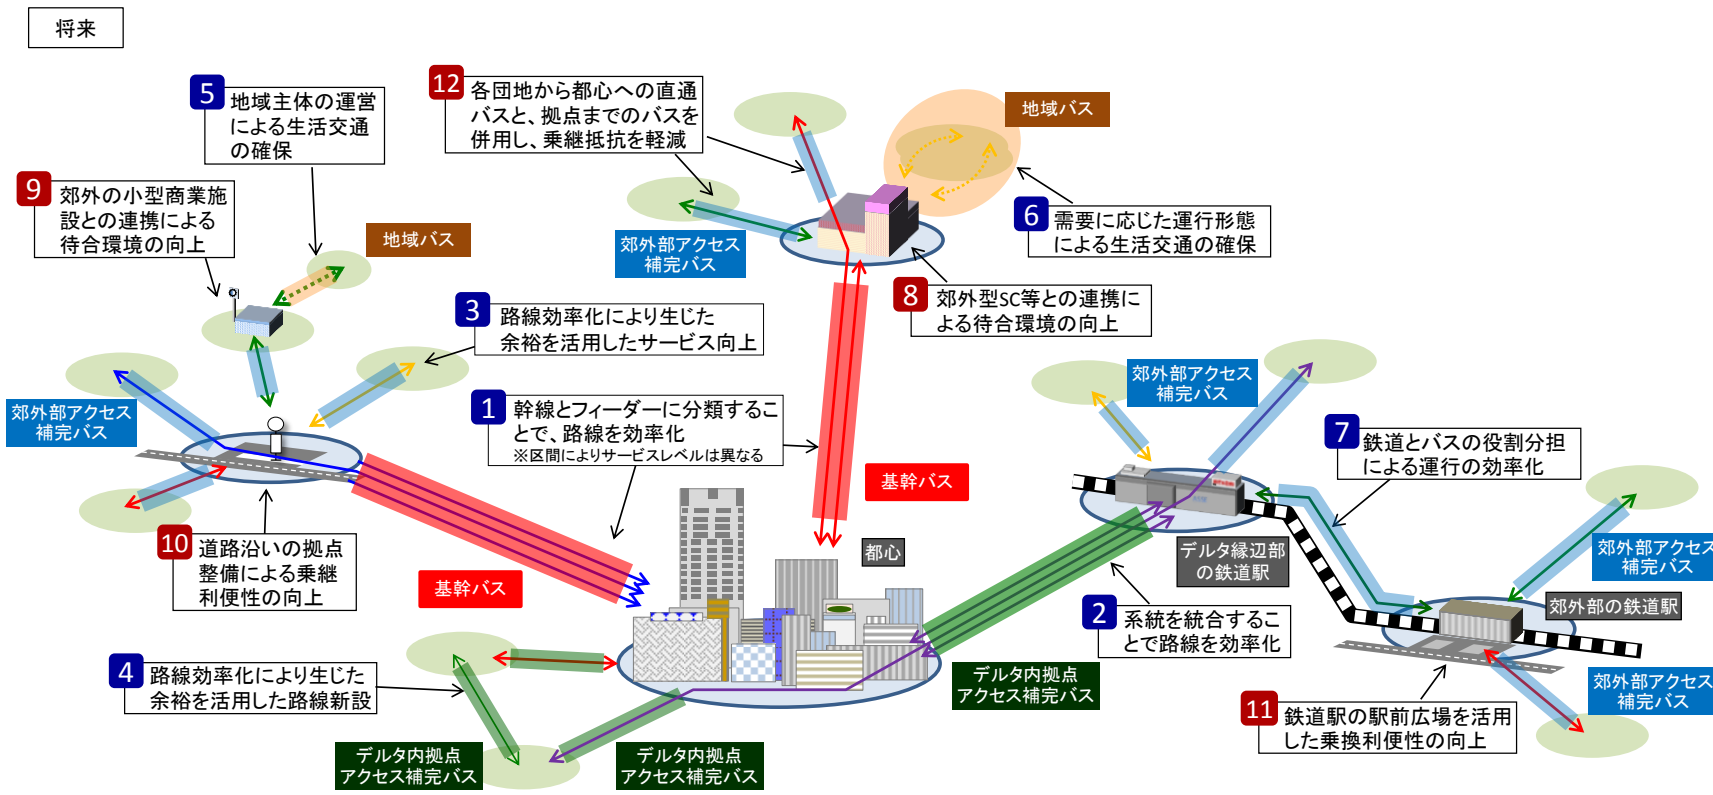 将来
5
地域主体の運営
による生活交通
の確保
12
各団地から都心への直通
バスと、拠点までのバスを
併用し、乗継抵抗を軽減
地域バス
9
郊外の小型商業施
設との連携による
待合環境の向上
地域バス
6
需要に応じた運行形態
による生活交通の確保
郊外部アクセス
補完バス
8
郊外型SC等との連携に
よる待合環境の向上
3
路線効率化により生じた
余裕を活用したサービス向上
郊外部アクセス
補完バス
1
幹線とフィーダーに分類するこ
とで、路線を効率化
※区間によりサービスレベルは異なる
郊外部アクセス
補完バス
7
鉄道とバスの役割分担
による運行の効率化
基幹バス
10
道路沿いの拠点
整備による乗継
利便性の向上
基幹バス
都心
デルタ縁辺部
の鉄道駅
郊外部アクセス
補完バス
郊外部の鉄道駅
2
系統を統合するこ
とで路線を効率化
4
路線効率化により生じた
余裕を活用した路線新設
デルタ内拠点
アクセス補完バス
郊外部アクセス
補完バス
11
鉄道駅の駅前広場を活用
した乗換利便性の向上
デルタ内拠点
アクセス補完バス
デルタ内拠点
アクセス補完バス